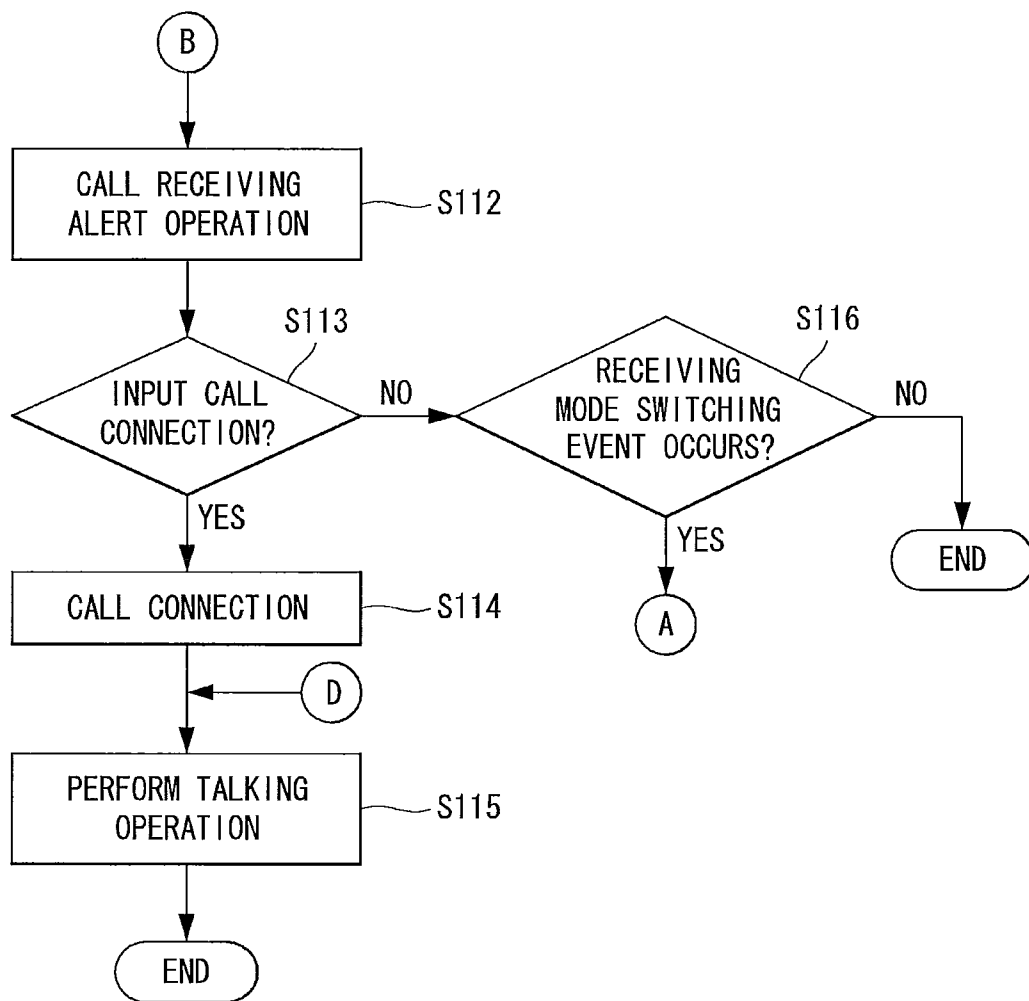 B
CALL RECEIVING
ALERT OPERATION
S112
S113
INPUT CALL
CONNECTION?
NO
YES
S116
RECEIVING
MODE SWITCHING
EVENT OCCURS?
NO
YES
END
A
CALL CONNECTION
S114
D
PERFORM TALKING
OPERATION
S115
END